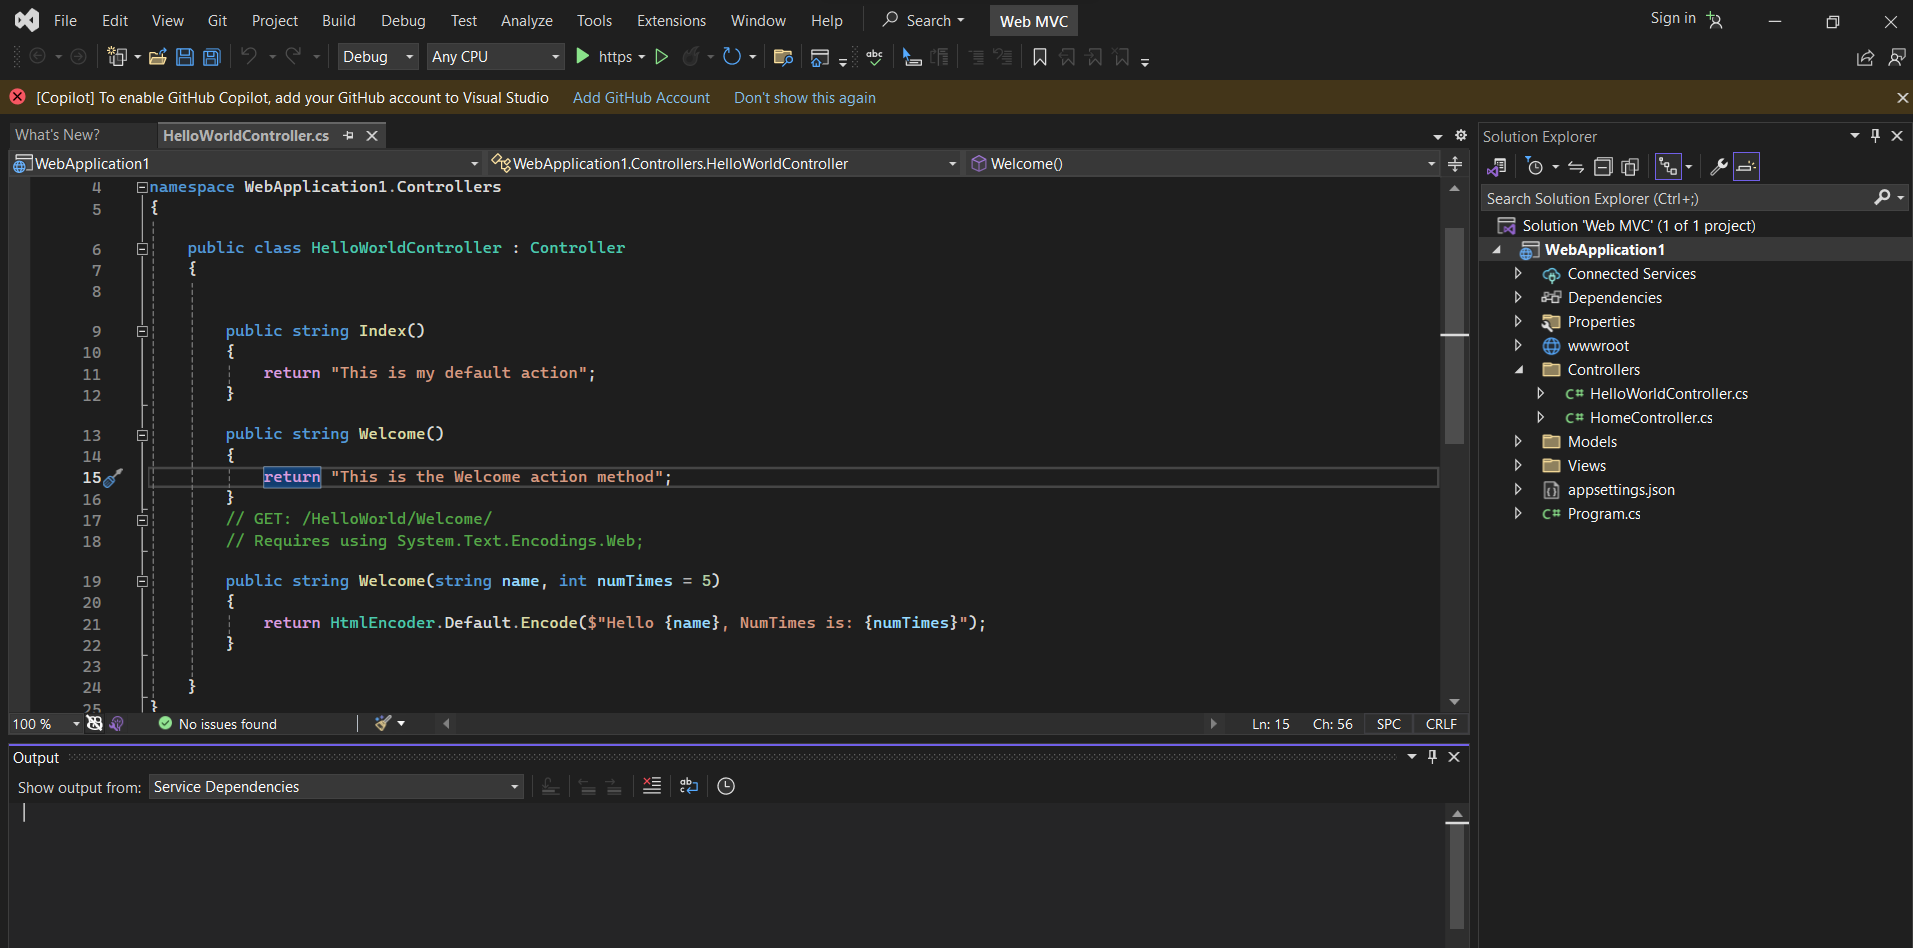 File Edit View Git Project Build Debug Test Analyze Tools Extensions Window Help Search Web MVC Sign in
Debug Any CPU https
[Copilot] To enable GitHub Copilot, add your GitHub account to Visual Studio Add GitHub Account Don't show this again
What's New? HelloWorldController.cs
WebApplication1 WebApplication1.Controllers.HelloWorldController Welcome()
4 namespace WebApplication1.Controllers
5 {
6 public class HelloWorldController : Controller
7 {
8
9 public string Index()
10 {
11 return "This is my default action";
12 }
13 public string Welcome()
14 {
15 return "This is the Welcome action method";
16 }
17 // GET: /HelloWorld/Welcome/
18 // Requires using System.Text.Encodings.Web;
19 public string Welcome(string name, int numTimes = 5)
20 {
21 return HtmlEncoder.Default.Encode($"Hello {name}, NumTimes is: {numTimes}");
22 }
23
24 }
25 }
100 % No issues found Ln: 15 Ch: 56 SPC CRLF
Output
Show output from: Service Dependencies
Solution Explorer
Search Solution Explorer (Ctrl+;)
Solution 'Web MVC' (1 of 1 project)
WebApplication1
Connected Services
Dependencies
Properties
wwwroot
Controllers
C# HelloWorldController.cs
C# HomeController.cs
Models
Views
appsettings.json
C# Program.cs